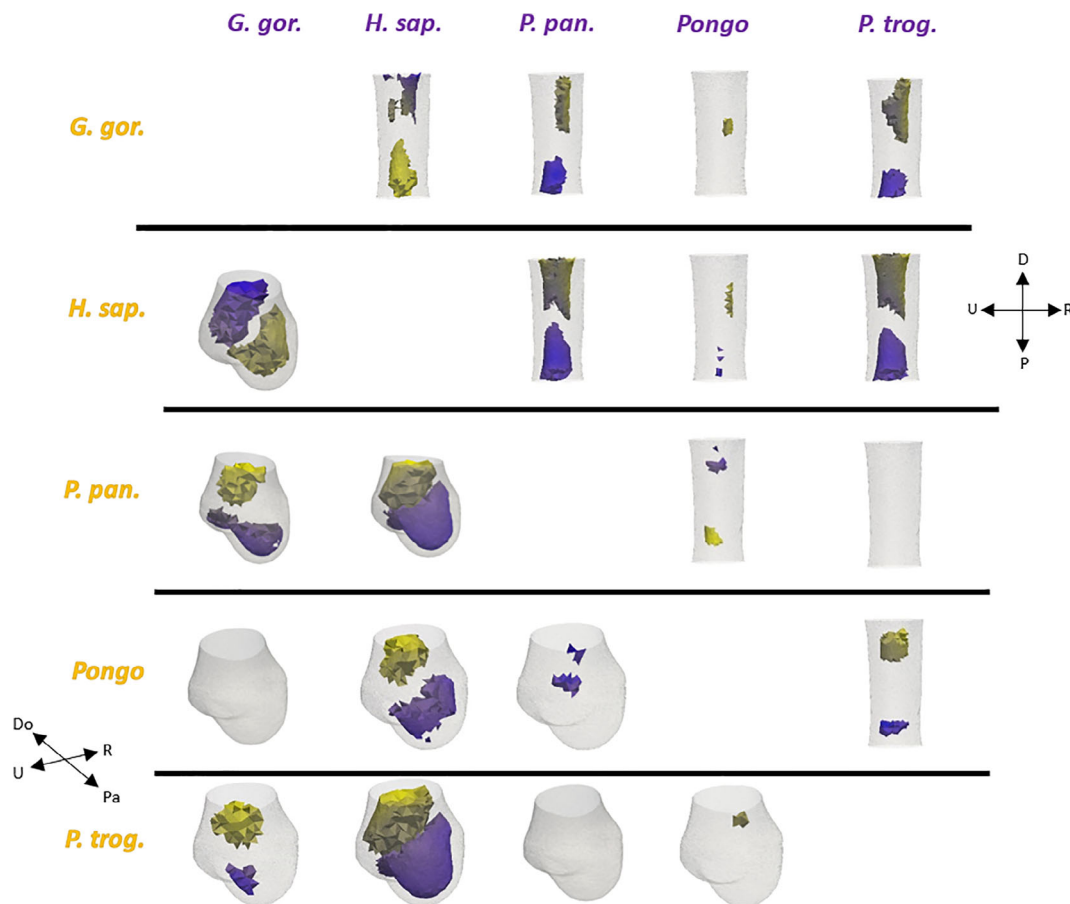 G. gor. H. sap. P. pan. Pongo P. trog.
G. gor.
H. sap.
D
U R
P
P. pan.
Pongo
Do
R
U
Pa
P. trog.